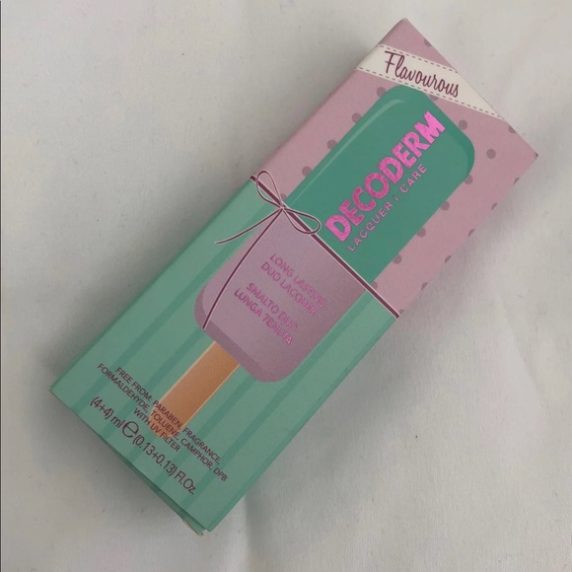 Flavourous
DECODERM
LACQUER + CARE
LONG LASTING
DUO LACQUER
SMALTO DUO
LUNGA TENUTA
FREE FROM: PARABEN, FRAGRANCE,
FORMALDEHYDE, TOLUENE, CAMPHOR, DPB
WITH UV FILTER
(4+4) ml ℮ (0.13+0.13) Fl.Oz